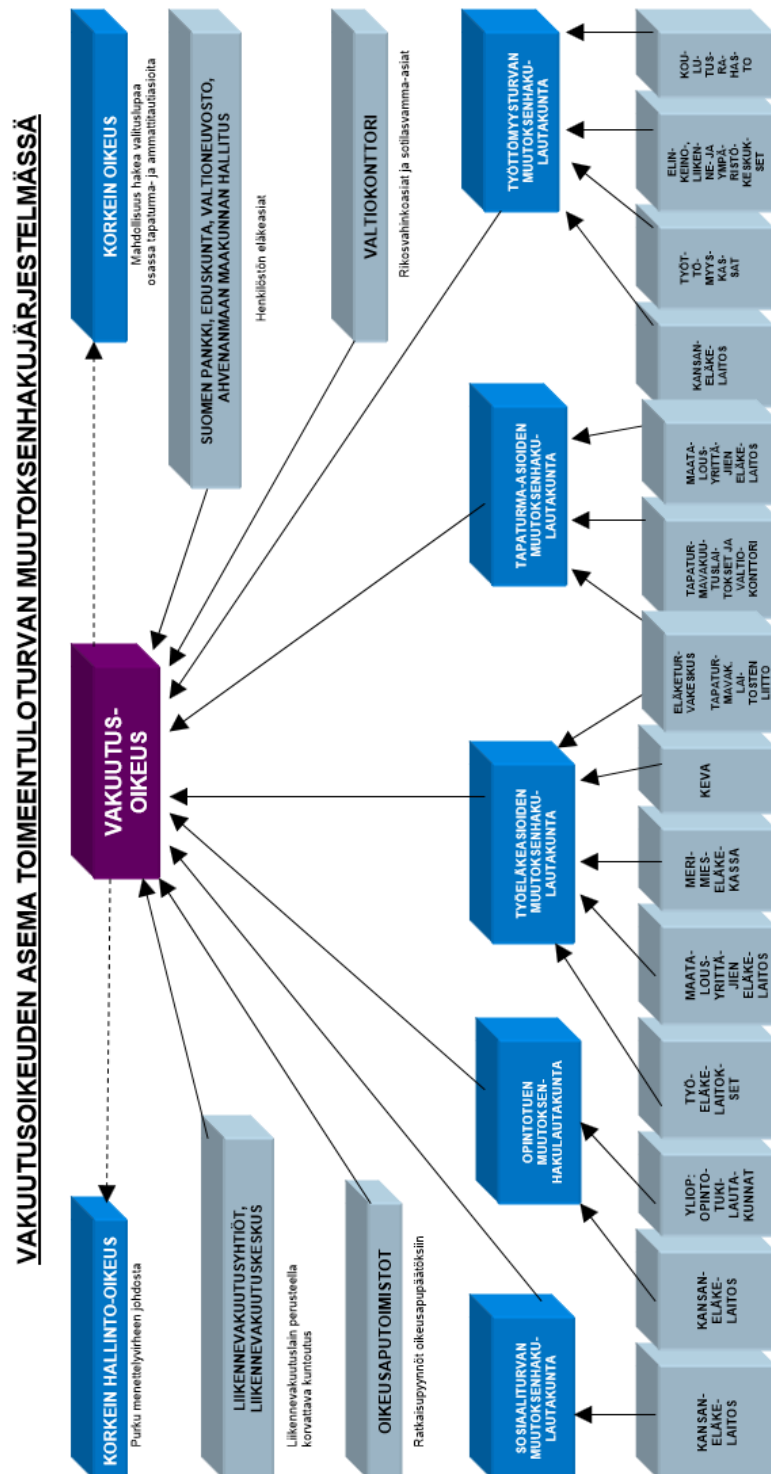 VAKUUTUSOIKEUDEN ASEMA TOIMEENTULOTURVAN MUUTOKSENHAKUJÄRJESTELMÄSSÄ
KORKEIN HALLINTO-OIKEUS
Purku menettelyvirheen johdosta
VAKUUTUS-
OIKEUS
KORKEIN OIKEUS
Mahdollisuus hakea valituslupaa
osassa tapaturma- ja ammattitautiasioita
LIIKENNEVAKUUTUSYHTIÖT,
LIIKENNEVAKUUTUSKESKUS
Liikennevakuutuslain perusteella
korvattava kuntoutus
SUOMEN PANKKI, EDUSKUNTA, VALTIONEUVOSTO,
AHVENANMAAN MAAKUNNAN HALLITUS
Henkilöstön eläkeasiat
OIKEUSAPUTOIMISTOT
Ratkaisupyynnöt oikeusapupäätöksiin
VALTIOKONTTORI
Rikosvahinkoasiat ja sotilasvamma-asiat
SOSIAALITURVAN
MUUTOKSENHAKU-
LAUTAKUNTA
OPINTOTUEN
MUUTOKSEN-
HAKULAUTAKUNTA
TYÖELÄKEASIOIDEN
MUUTOKSENHAKU-
LAUTAKUNTA
TAPATURMA-ASIOIDEN
MUUTOKSENHAKU-
LAUTAKUNTA
TYÖTTÖMYYSTURVAN
MUUTOKSENHAKU-
LAUTAKUNTA
KANSAN-
ELÄKE-
LAITOS
KANSAN-
ELÄKE-
LAITOS
YLIOP:
OPINTO-
TUKI-
LAUTA-
KUNNAT
TYÖ-
ELÄKE-
LAITOK-
SET
MAATA-
LOUS-
YRITTÄ-
JIEN
ELÄKE-
LAITOS
MERI-
MIES-
ELÄKE-
KASSA
KEVA
ELÄKETUR-
VAKESKUS
TAPATUR-
MAVAK.
LAI-
TOSTEN
LIITTO
TAPATUR-
MAVAKUU-
TUSLAI-
TOKSET JA
VALTIO-
KONTTORI
MAATA-
LOUS-
YRITTÄ-
JIEN
ELÄKE-
LAITOS
KANSAN-
ELÄKE-
LAITOS
TYÖT-
TÖ-
MYYS-
KAS-
SAT
ELIN-
KEINO-,
LIIKEN-
NE-JA
YMPÄ-
RISTÖ-
KESKUK-
SET
KOU-
LU-
TUS-
RA-
HAS-
TO